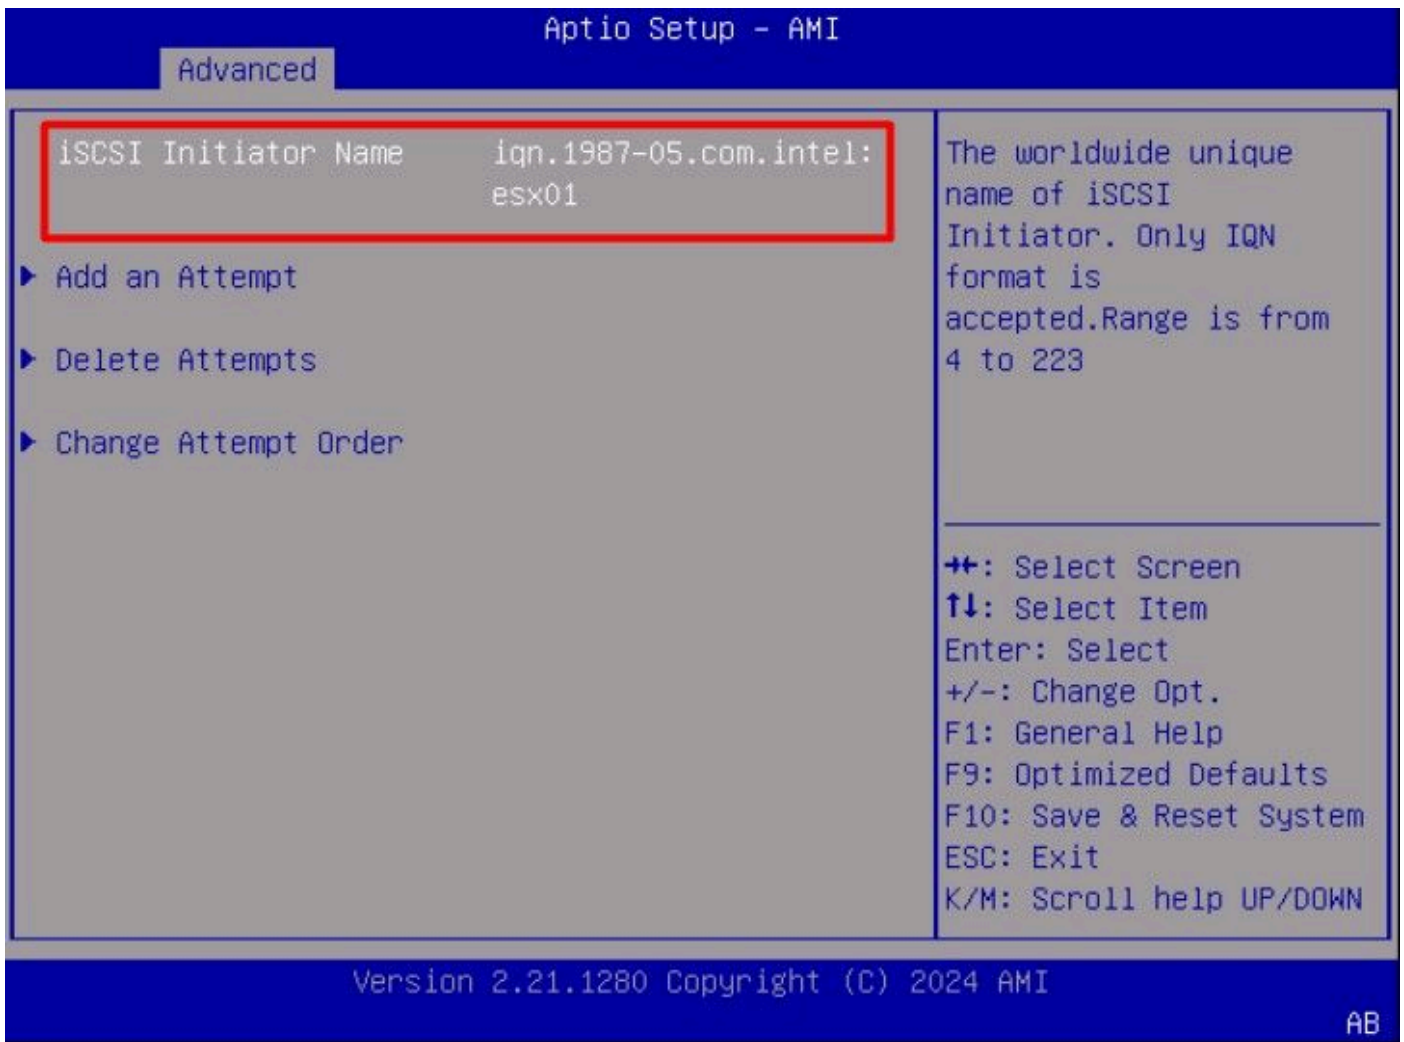 Aptio Setup – AMI
Advanced
iSCSI Initiator Name iqn.1987-05.com.intel:
esx01
Add an Attempt
Delete Attempts
Change Attempt Order
The worldwide unique
name of iSCSI
Initiator. Only IQN
format is
accepted.Range is from
4 to 223
→←: Select Screen
↑↓: Select Item
Enter: Select
+/-: Change Opt.
F1: General Help
F9: Optimized Defaults
F10: Save & Reset System
ESC: Exit
K/M: Scroll help UP/DOWN
Version 2.21.1280 Copyright (C) 2024 AMI
AB